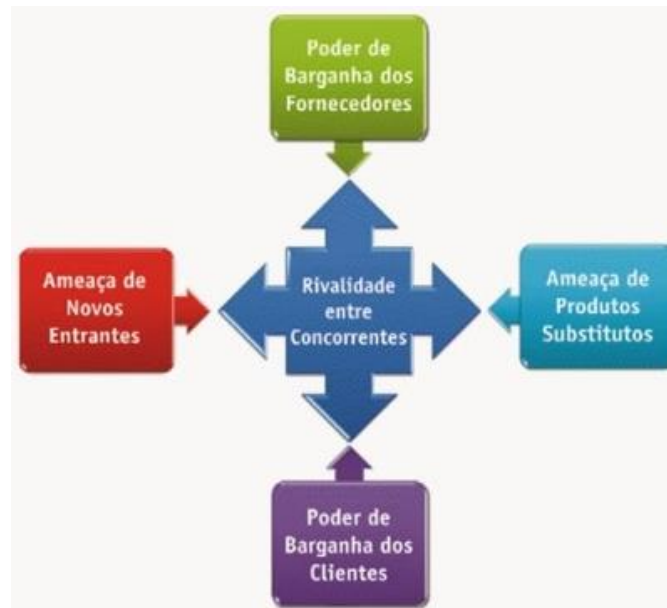 Poder de
Barganha dos
Fornecedores
Ameaça de
Novos
Entrantes
Rivalidade
entre
Concorrentes
Ameaça de
Produtos
Substitutos
Poder de
Barganha dos
Clientes